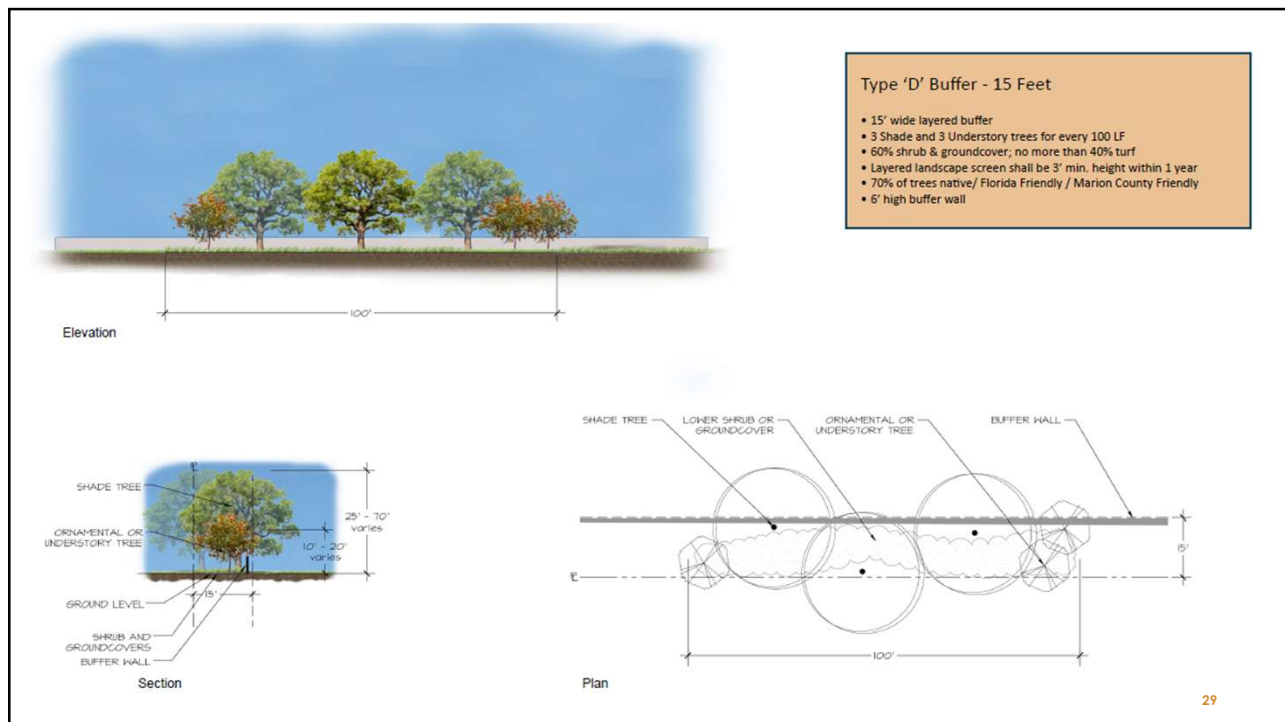 Type ‘D’ Buffer - 15 Feet
• 15’ wide layered buffer
• 3 Shade and 3 Understory trees for every 100 LF
• 60% shrub & groundcover; no more than 40% turf
• Layered landscape screen shall be 3’ min. height within 1 year
• 70% of trees native/ Florida Friendly / Marion County Friendly
• 6’ high buffer wall
100'
Elevation
SHADE TREE
ORNAMENTAL OR
UNDERSTORY TREE
25' - 70'
varies
10' - 20'
varies
15'
GROUND LEVEL
SHRUB AND
GROUNDCOVERS
BUFFER WALL
Section
SHADE TREE
LOWER SHRUB OR
GROUNDCOVER
ORNAMENTAL OR
UNDERSTORY TREE
BUFFER WALL
15'
100'
Plan
29